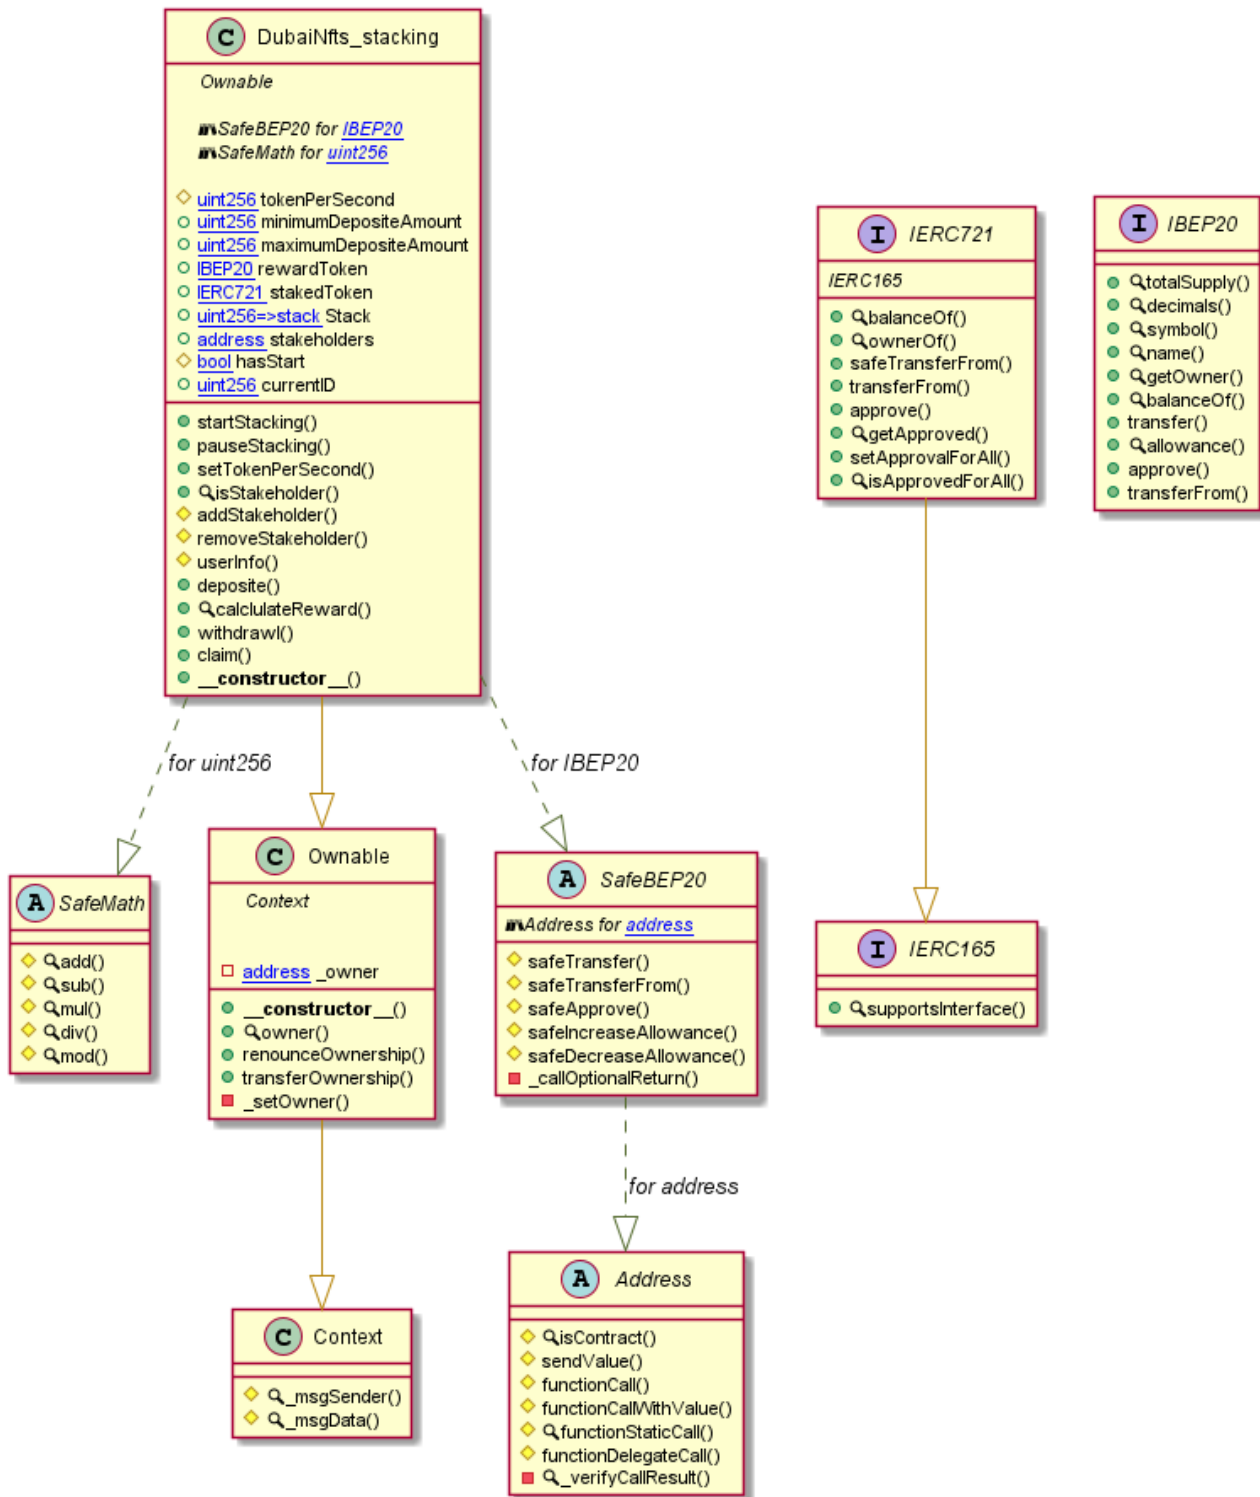 C DubaiNfts_stacking
Ownable
SafeBEP20 for IBEP20
SafeMath for uint256
uint256 tokenPerSecond
uint256 minimumDepositeAmount
uint256 maximumDepositeAmount
IBEP20 rewardToken
IERC721 stakedToken
uint256=>stack Stack
address stakeholders
bool hasStart
uint256 currentID
startStacking()
pauseStacking()
setTokenPerSecond()
isStakeholder()
addStakeholder()
removeStakeholder()
userInfo()
deposite()
calclulateReward()
withdrawl()
claim()
__constructor__()
I IERC721
IERC165
balanceOf()
ownerOf()
safeTransferFrom()
transferFrom()
approve()
getApproved()
setApprovalForAll()
isApprovedForAll()
I IBEP20
totalSupply()
decimals()
symbol()
name()
getOwner()
balanceOf()
transfer()
allowance()
approve()
transferFrom()
for uint256
for IBEP20
A SafeMath
add()
sub()
mul()
div()
mod()
C Ownable
Context
address _owner
__constructor__()
owner()
renounceOwnership()
transferOwnership()
_setOwner()
A SafeBEP20
Address for address
safeTransfer()
safeTransferFrom()
safeApprove()
safeIncreaseAllowance()
safeDecreaseAllowance()
_callOptionalReturn()
I IERC165
supportsInterface()
for address
C Context
_msgSender()
_msgData()
A Address
isContract()
sendValue()
functionCall()
functionCallWithValue()
functionStaticCall()
functionDelegateCall()
_verifyCallResult()